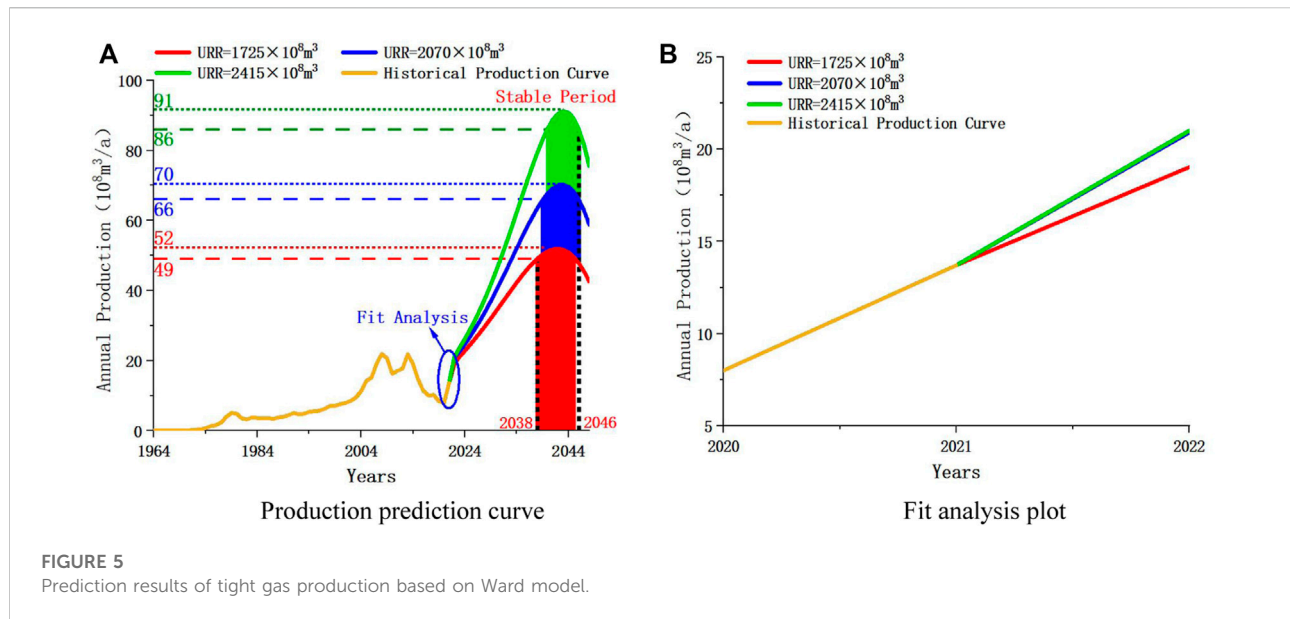 A
URR=1725×10⁸m³ URR=2070×10⁸m³
URR=2415×10⁸m³ Historical Production Curve
Annual Production (10⁸m³/a)
100
80
60
40
20
0
91
86
70
66
52
49
Stable Period
Fit Analysis
2038
2046
1964 1984 2004 2024 2044
Years
Production prediction curve
B
URR=1725×10⁸m³
URR=2070×10⁸m³
URR=2415×10⁸m³
Historical Production Curve
Annual Production (10⁸m³/a)
25
20
15
10
5
2020 2021 2022
Years
Fit analysis plot
FIGURE 5
Prediction results of tight gas production based on Ward model.